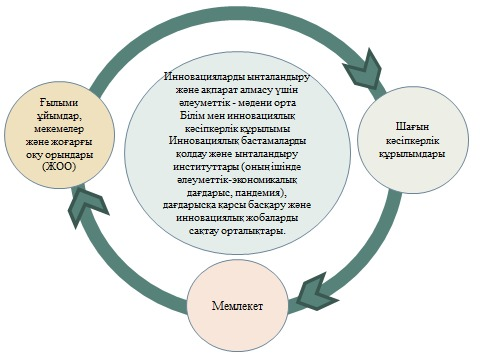 Инновацияларды ынталандыру
және ақпарат алмасу үшін
әлеуметтік - мәдени орта
Білім мен инновациялық
кәсіпкерлік құрылымы
Инновациялық бастамаларды
қолдау және ынталандыру
институттары (оның ішінде
әлеуметтік-экономикалық
дағдарыс, пандемия),
дағдарысқа қарсы басқару және
инновациялық жобаларды
сақтау орталықтары.
Ғылыми
ұйымдар,
мекемелер
және жоғарғы
оқу орындары
(ЖОО)
Шағын
кәсіпкерлік
құрылымдары
Мемлекет